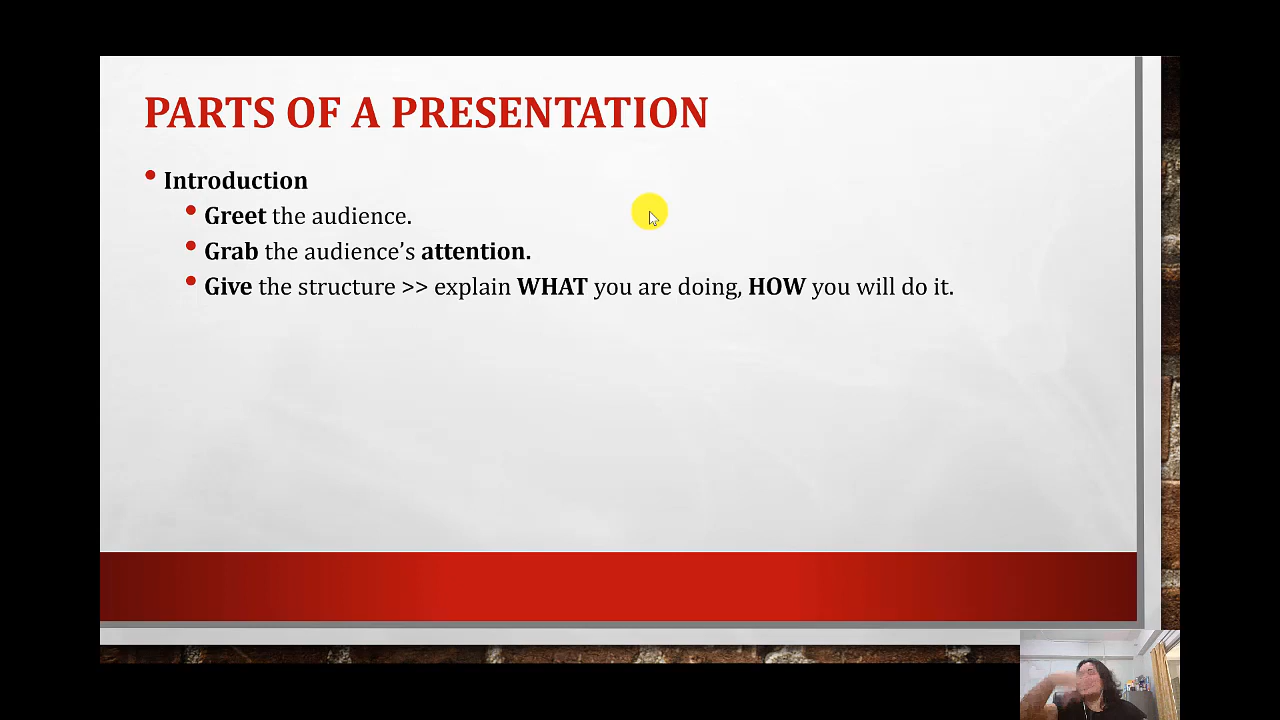 PARTS OF A PRESENTATION
Introduction
Greet the audience.
Grab the audience’s attention.
Give the structure >> explain WHAT you are doing, HOW you will do it.